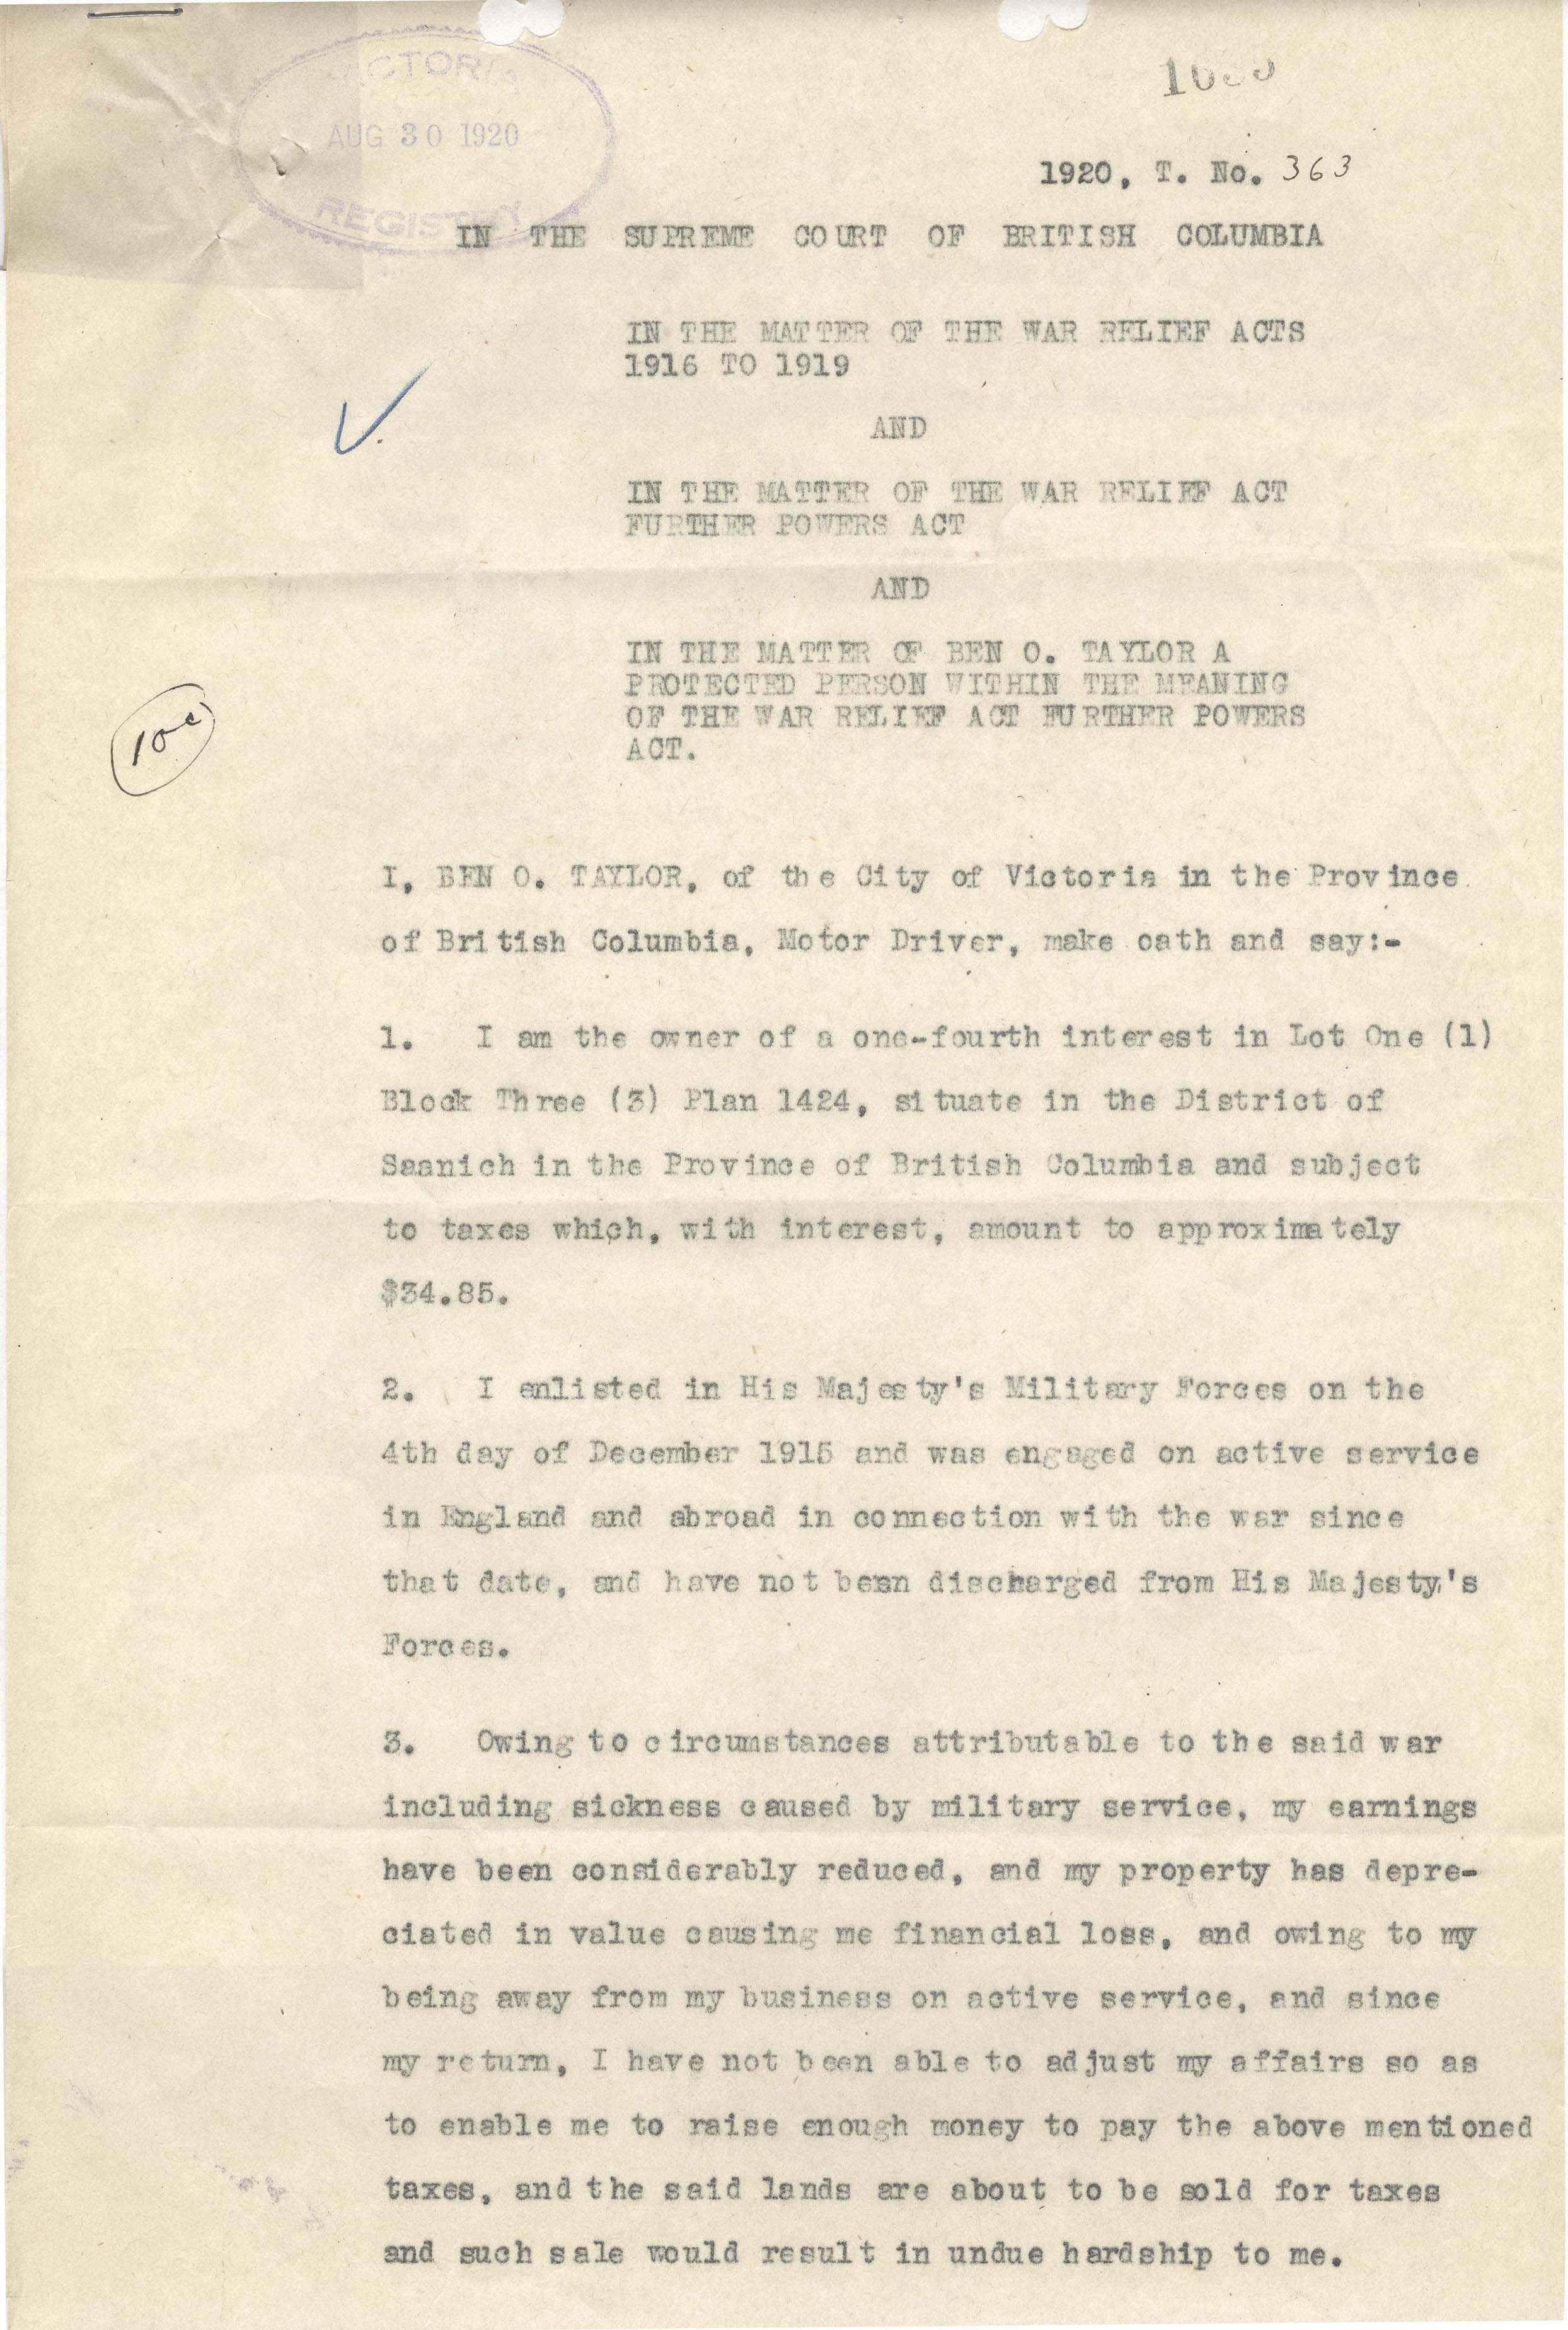 AUG 30 1920
REGISTRY
1920, T. No. 363
IN THE SUPREME COURT OF BRITISH COLUMBIA
IN THE MATTER OF THE WAR RELIEF ACTS
1916 TO 1919
AND
IN THE MATTER OF THE WAR RELIEF ACT
FURTHER POWERS ACT
AND
IN THE MATTER OF BEN O. TAYLOR A
PROTECTED PERSON WITHIN THE MEANING
OF THE WAR RELIEF ACT FURTHER POWERS
ACT.
I, BEN O. TAYLOR, of the City of Victoria in the Province
of British Columbia, Motor Driver, make oath and say:-
1. I am the owner of a one-fourth interest in Lot One (1)
Block Three (3) Plan 1424, situate in the District of
Saanich in the Province of British Columbia and subject
to taxes which, with interest, amount to approximately
$34.85.
2. I enlisted in His Majesty's Military Forces on the
4th day of December 1915 and was engaged on active service
in England and abroad in connection with the war since
that date, and have not been discharged from His Majesty's
Forces.
3. Owing to circumstances attributable to the said war
including sickness caused by military service, my earnings
have been considerably reduced, and my property has depre-
ciated in value causing me financial loss, and owing to my
being away from my business on active service, and since
my return, I have not been able to adjust my affairs so as
to enable me to raise enough money to pay the above mentioned
taxes, and the said lands are about to be sold for taxes
and such sale would result in undue hardship to me.